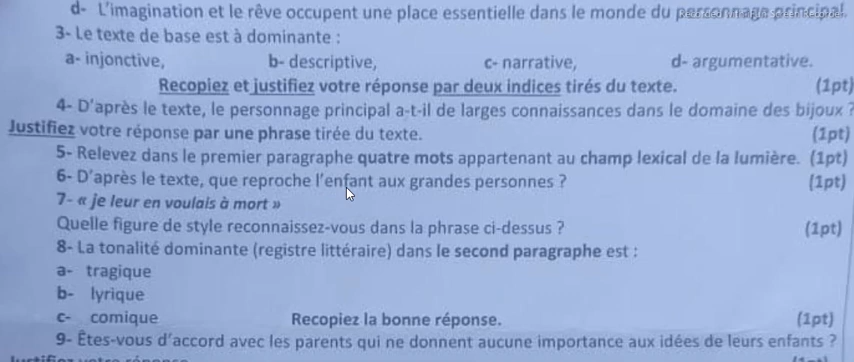 d- L'imagination et le rêve occupent une place essentielle dans le monde du personnage principal.
3- Le texte de base est à dominante :
a- injonctive, b- descriptive, c- narrative, d- argumentative.
Recopiez et justifiez votre réponse par deux indices tirés du texte. (1pt)
4- D'après le texte, le personnage principal a-t-il de larges connaissances dans le domaine des bijoux ?
Justifiez votre réponse par une phrase tirée du texte. (1pt)
5- Relevez dans le premier paragraphe quatre mots appartenant au champ lexical de la lumière. (1pt)
6- D'après le texte, que reproche l'enfant aux grandes personnes ? (1pt)
7- « je leur en voulais à mort »
Quelle figure de style reconnaissez-vous dans la phrase ci-dessus ? (1pt)
8- La tonalité dominante (registre littéraire) dans le second paragraphe est :
a- tragique
b- lyrique
c- comique Recopiez la bonne réponse. (1pt)
9- Êtes-vous d'accord avec les parents qui ne donnent aucune importance aux idées de leurs enfants ?